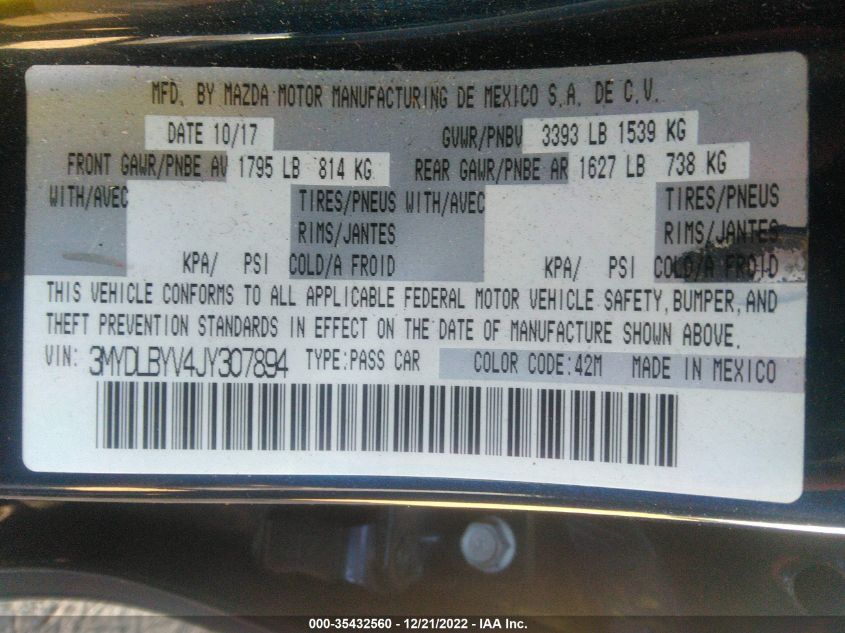 MFD. BY MAZDA MOTOR MANUFACTURING DE MEXICO S.A. DE C.V.
DATE 10/17 GVWR/PNBV 3393 LB 1539 KG
FRONT GAWR/PNBE AV 1795 LB 814 KG REAR GAWR/PNBE AR 1627 LB 738 KG
WITH/AVEC TIRES/PNEUS WITH/AVEC TIRES/PNEUS
RIMS/JANTES RIMS/JANTES
KPA/ PSI COLD/A FROID KPA/ PSI COLD/A FROID
THIS VEHICLE CONFORMS TO ALL APPLICABLE FEDERAL MOTOR VEHICLE SAFETY, BUMPER, AND
THEFT PREVENTION STANDARDS IN EFFECT ON THE DATE OF MANUFACTURE SHOWN ABOVE.
VIN: 3MYDLBYV4JY307894 TYPE:PASS CAR COLOR CODE:42M MADE IN MEXICO
000-35432560 - 12/21/2022 - IAA Inc.